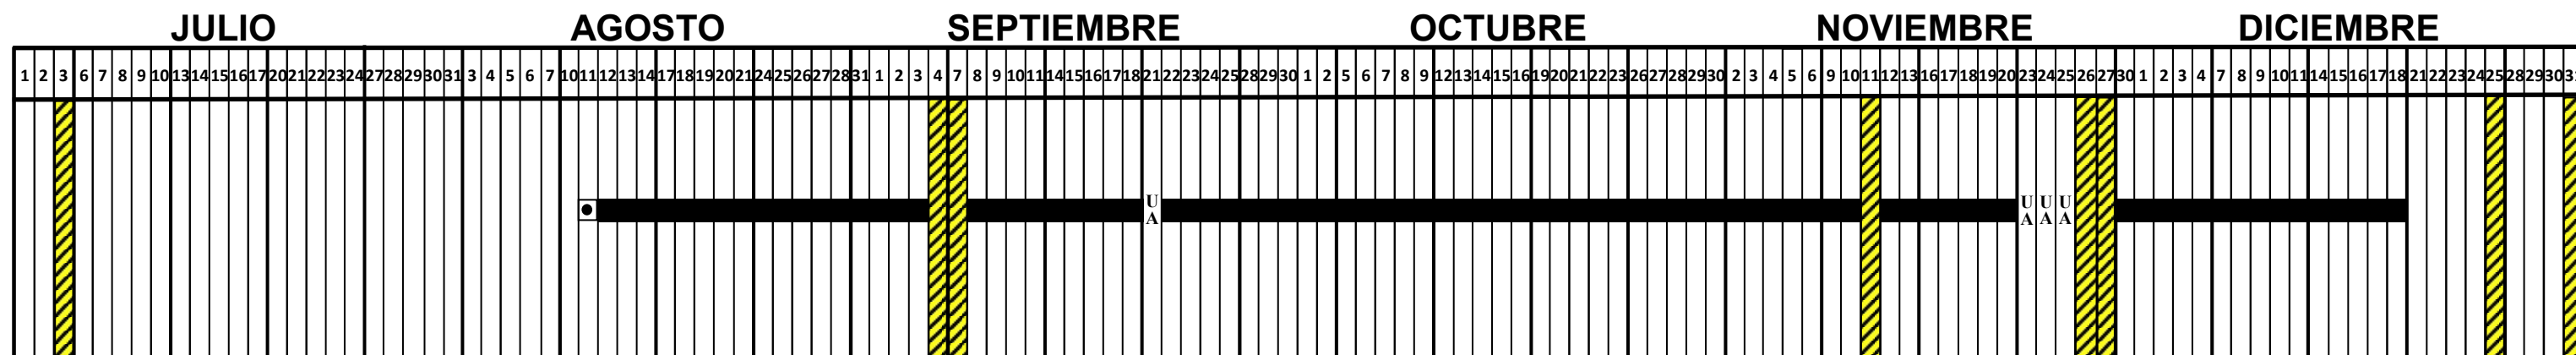 JULIO AGOSTO SEPTIEMBRE OCTUBRE NOVIEMBRE DICIEMBRE
1 2 3 6 7 8 9 10 13 14 15 16 17 20 21 22 23 24 27 28 29 30 31 3 4 5 6 7 10 11 12 13 14 17 18 19 20 21 24 25 26 27 28 31 1 2 3 4 7 8 9 10 11 14 15 16 17 18 21 22 23 24 25 28 29 30 1 2 5 6 7 8 9 12 13 14 15 16 19 20 21 22 23 26 27 28 29 30 2 3 4 5 6 9 10 11 12 13 16 17 18 19 20 23 24 25 26 27 30 1 2 3 4 7 8 9 10 11 14 15 16 17 18 21 22 23 24 25 28 29 30
U U U U
A A A A